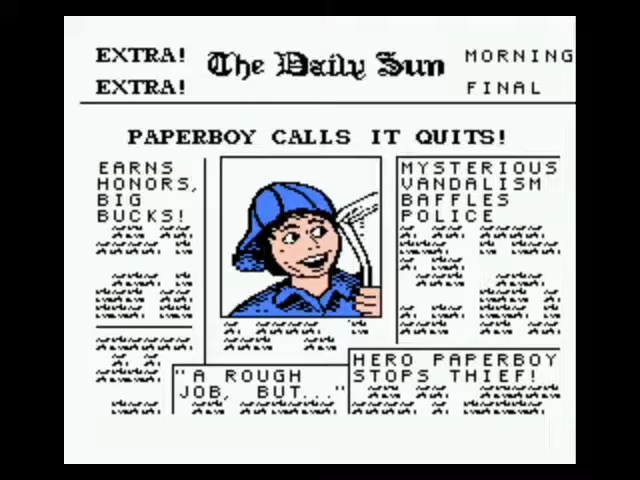 EXTRA! The Daily Sun MORNING
EXTRA! FINAL
PAPERBOY CALLS IT QUITS!
EARNS
HONORS,
BIG
BUCKS!
MYSTERIOUS
VANDALISM
BAFFLES
POLICE
"A ROUGH
JOB, BUT..."
HERO PAPERBOY
STOPS THIEF!